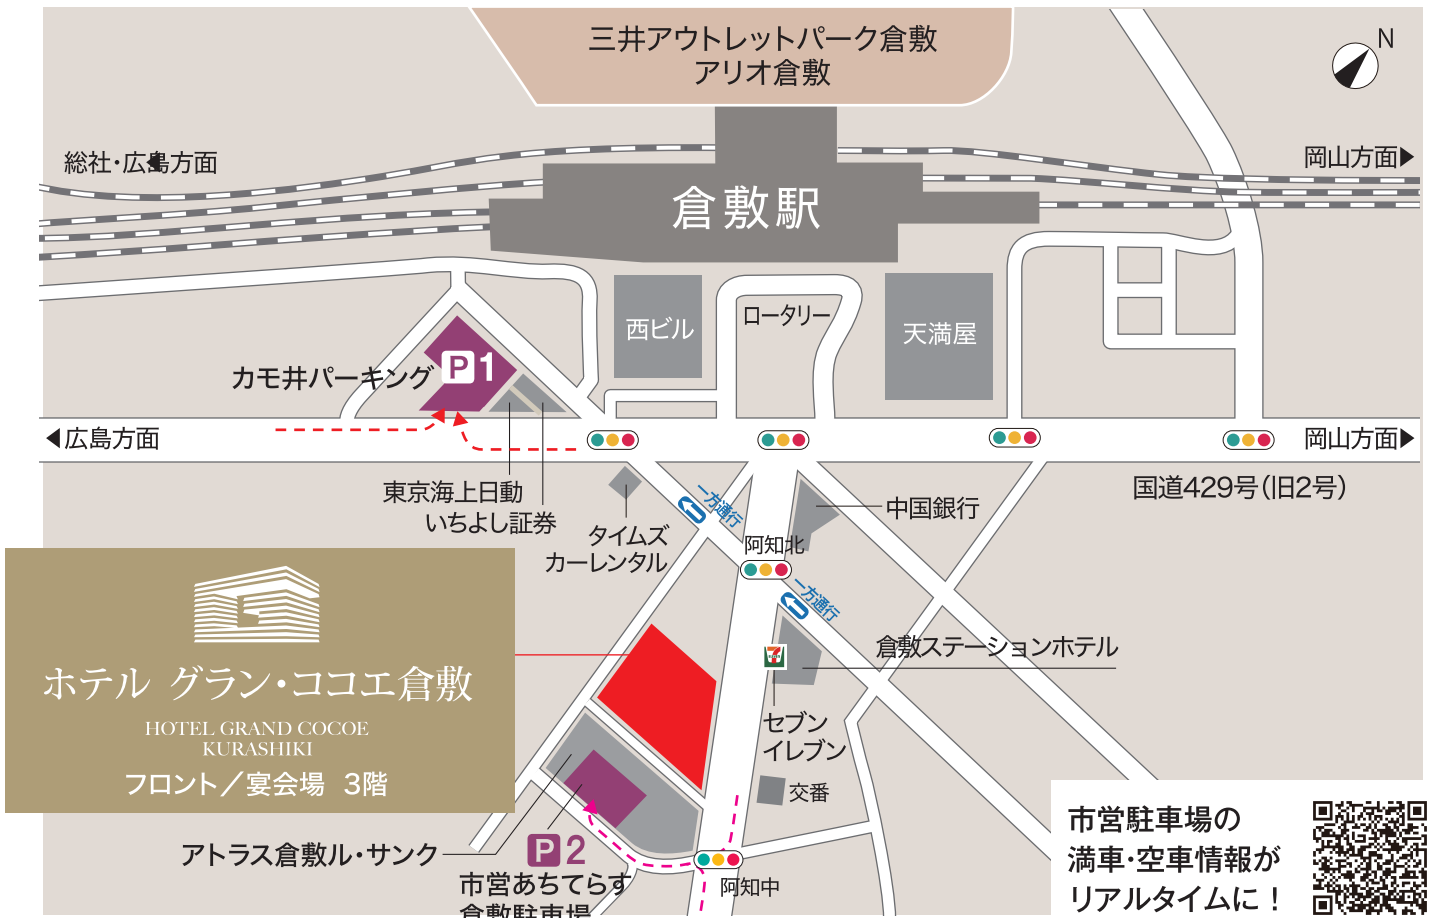 三井アウトレットパーク倉敷
アリオ倉敷
N
総社・広島方面
岡山方面
倉敷駅
西ビル
ロータリー
天満屋
カモ井パーキング
P1
広島方面
岡山方面
国道429号(旧2号)
東京海上日動
いちよし証券
タイムズ
カーレンタル
一方通行
中国銀行
阿知北
一方通行
倉敷ステーションホテル
7
セブン
イレブン
交番
ホテル グラン・ココエ倉敷
HOTEL GRAND COCOE
KURASHIKI
フロント／宴会場 3階
アトラス倉敷ル・サンク
P2
市営あちてらす
倉敷駐車場
阿知中
市営駐車場の
満車・空車情報が
リアルタイムに！